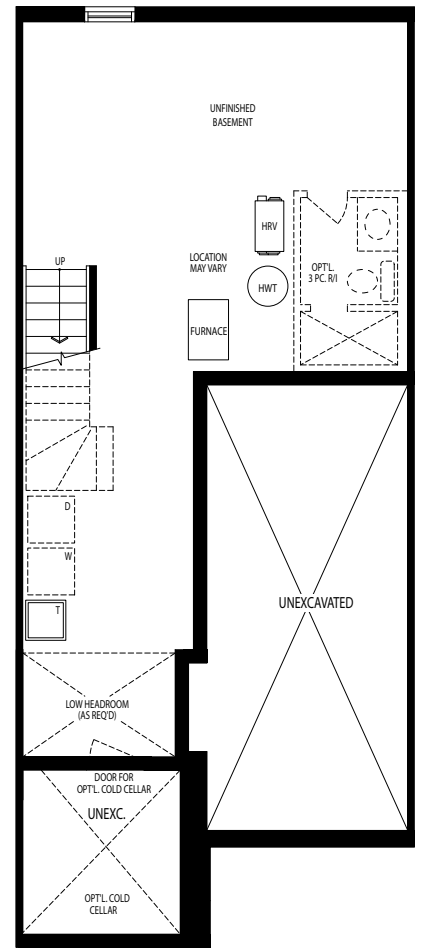 UNFINISHED
BASEMENT
HRV
UP
LOCATION
MAY VARY
OPT'L.
3 PC. R/I
HWT
FURNACE
D
W
T
UNEXCAVATED
LOW HEADROOM
(AS REQ'D)
DOOR FOR
OPT'L. COLD CELLAR
UNEXC.
OPT'L. COLD
CELLAR